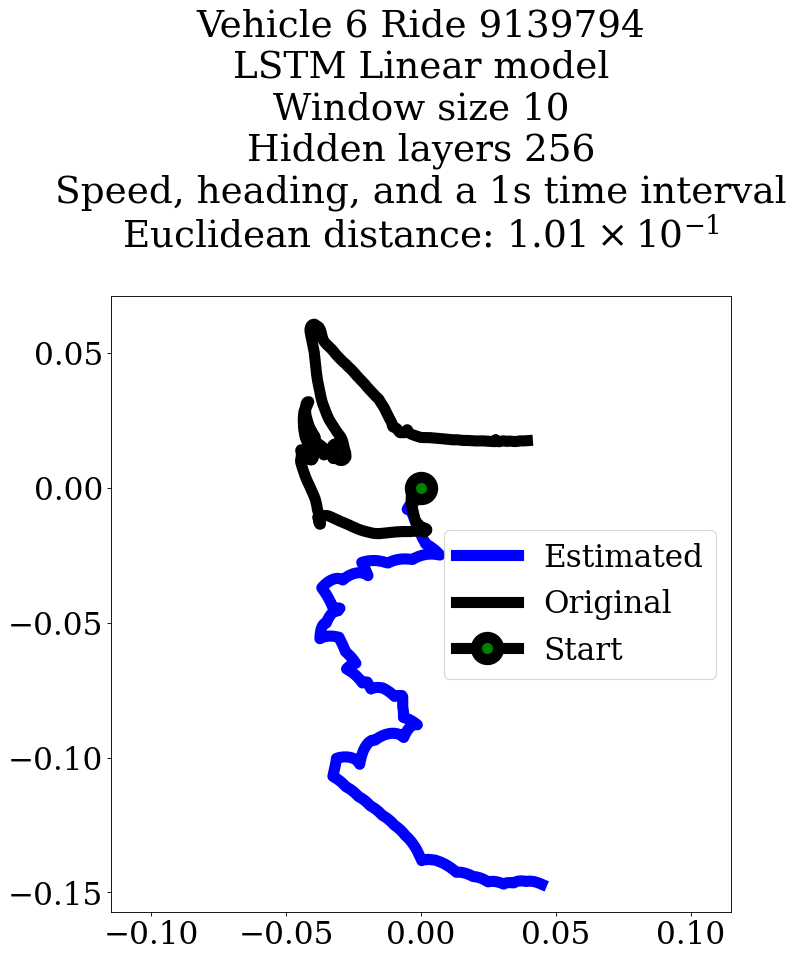 Vehicle 6 Ride 9139794
LSTM Linear model
Window size 10
Hidden layers 256
Speed, heading, and a 1s time interval
Euclidean distance: 1.01 × 10⁻¹
0.05
0.00
−0.05
−0.10
−0.15
Estimated
Original
Start
−0.10 −0.05 0.00 0.05 0.10